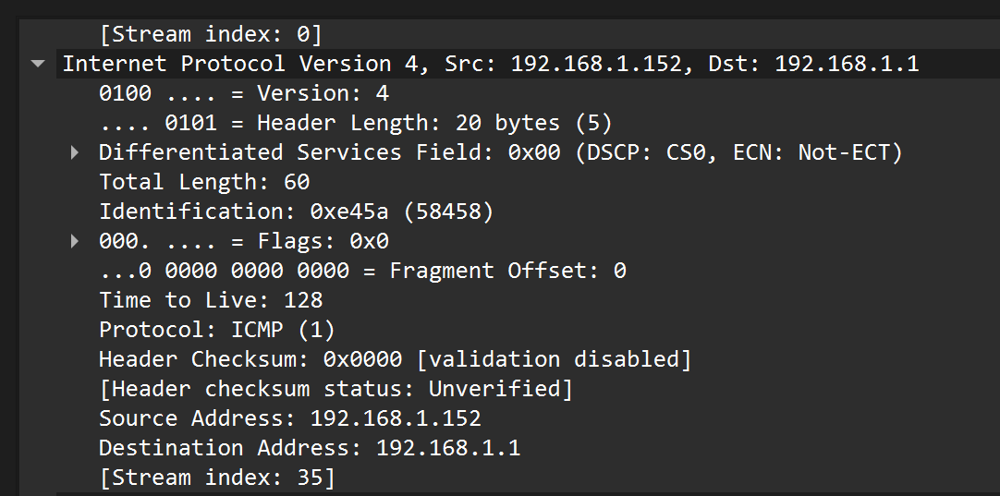 [Stream index: 0]
Internet Protocol Version 4, Src: 192.168.1.152, Dst: 192.168.1.1
0100 .... = Version: 4
.... 0101 = Header Length: 20 bytes (5)
Differentiated Services Field: 0x00 (DSCP: CS0, ECN: Not-ECT)
Total Length: 60
Identification: 0xe45a (58458)
000. .... = Flags: 0x0
...0 0000 0000 0000 = Fragment Offset: 0
Time to Live: 128
Protocol: ICMP (1)
Header Checksum: 0x0000 [validation disabled]
[Header checksum status: Unverified]
Source Address: 192.168.1.152
Destination Address: 192.168.1.1
[Stream index: 35]